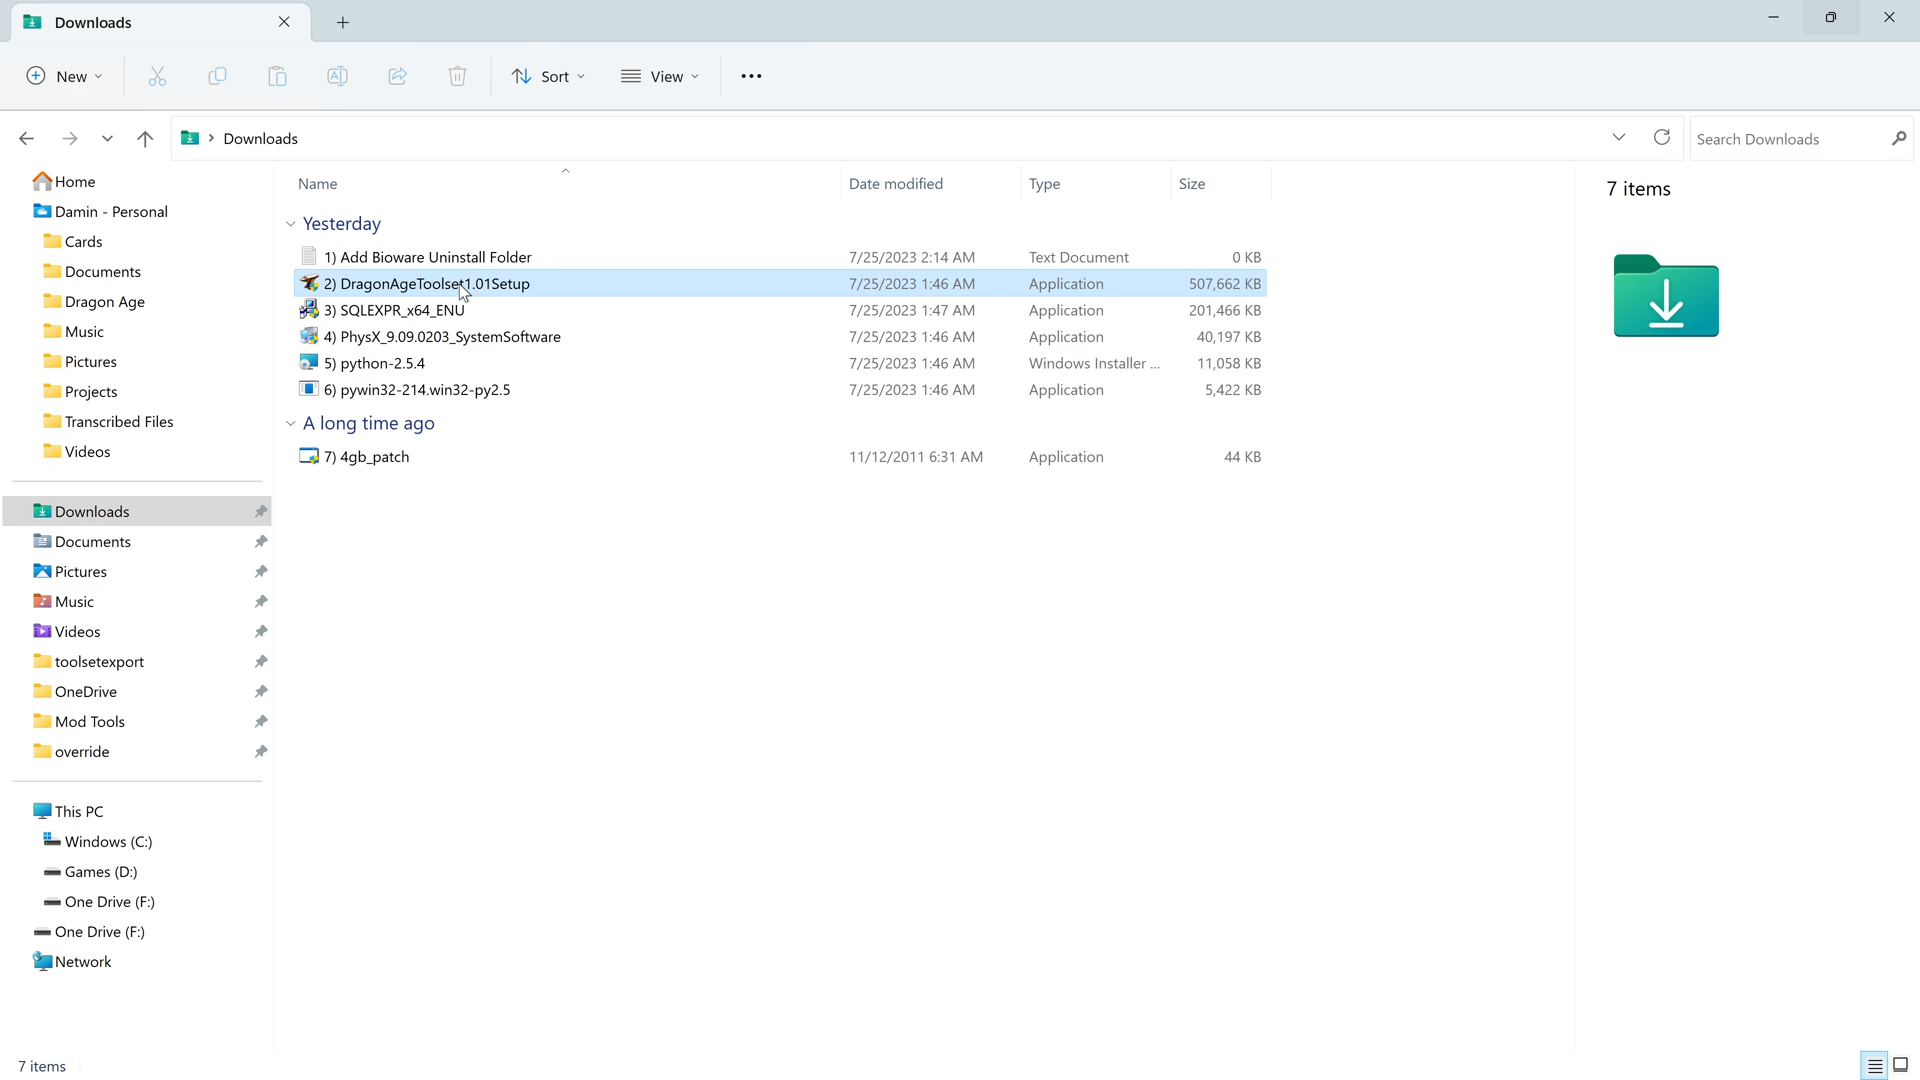 Downloads
New
Sort
View
Downloads
Search Downloads
Home
Damin - Personal
Cards
Documents
Dragon Age
Music
Pictures
Projects
Transcribed Files
Videos
Downloads
Documents
Pictures
Music
Videos
toolsetexport
OneDrive
Mod Tools
override
This PC
Windows (C:)
Games (D:)
One Drive (F:)
One Drive (F:)
Network
Name Date modified Type Size
Yesterday
1) Add Bioware Uninstall Folder 7/25/2023 2:14 AM Text Document 0 KB
2) DragonAgeToolset1.01Setup 7/25/2023 1:46 AM Application 507,662 KB
3) SQLEXPR_x64_ENU 7/25/2023 1:47 AM Application 201,466 KB
4) PhysX_9.09.0203_SystemSoftware 7/25/2023 1:46 AM Application 40,197 KB
5) python-2.5.4 7/25/2023 1:46 AM Windows Installer ... 11,058 KB
6) pywin32-214.win32-py2.5 7/25/2023 1:46 AM Application 5,422 KB
A long time ago
7) 4gb_patch 11/12/2011 6:31 AM Application 44 KB
7 items
7 items